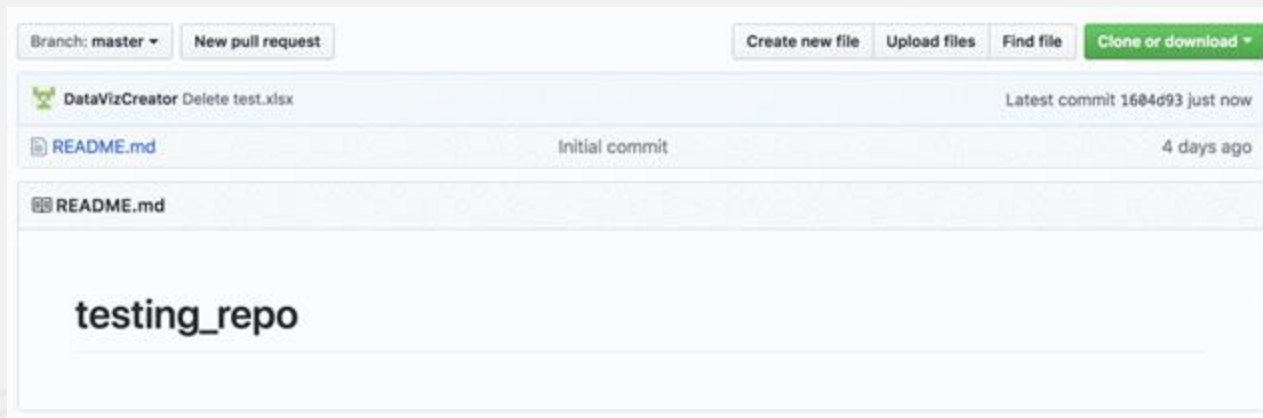 Branch: master New pull request Create new file Upload files Find file Clone or download
DataVizCreator Delete test.xlsx Latest commit 1604d93 just now
README.md Initial commit 4 days ago
README.md
testing_repo